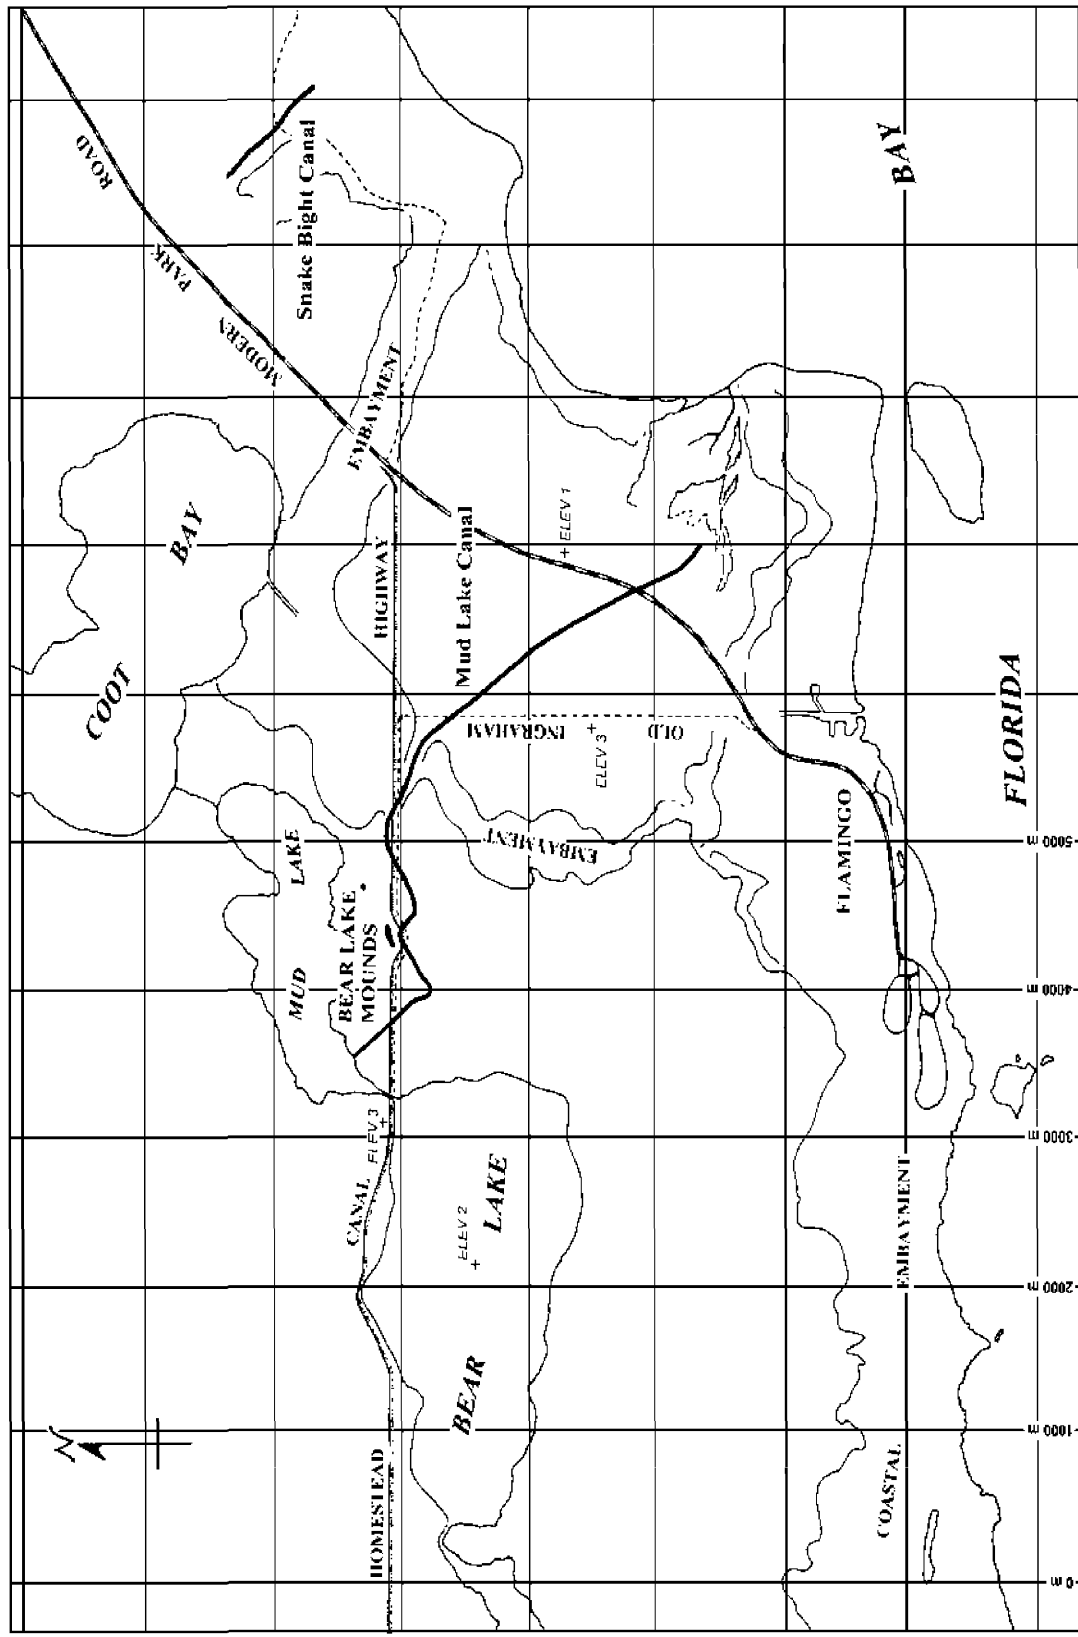 N
COOT
BAY
ROAD
PARK
MODERN
Snake Bight Canal
EMBAYMENT
MUD
LAKE
BEAR LAKE
MOUNDS
HOMESTEAD
CANAL
HIGHWAY
ELEV 3
Mud Lake Canal
BEAR
LAKE
ELEV 2
EMBAYMENT
OLD
INGRAHAM
ELEV 3
ELEV 1
FLAMINGO
COASTAL
EMBAYMENT
FLORIDA
BAY
0 m
1000 m
2000 m
3000 m
4000 m
5000 m